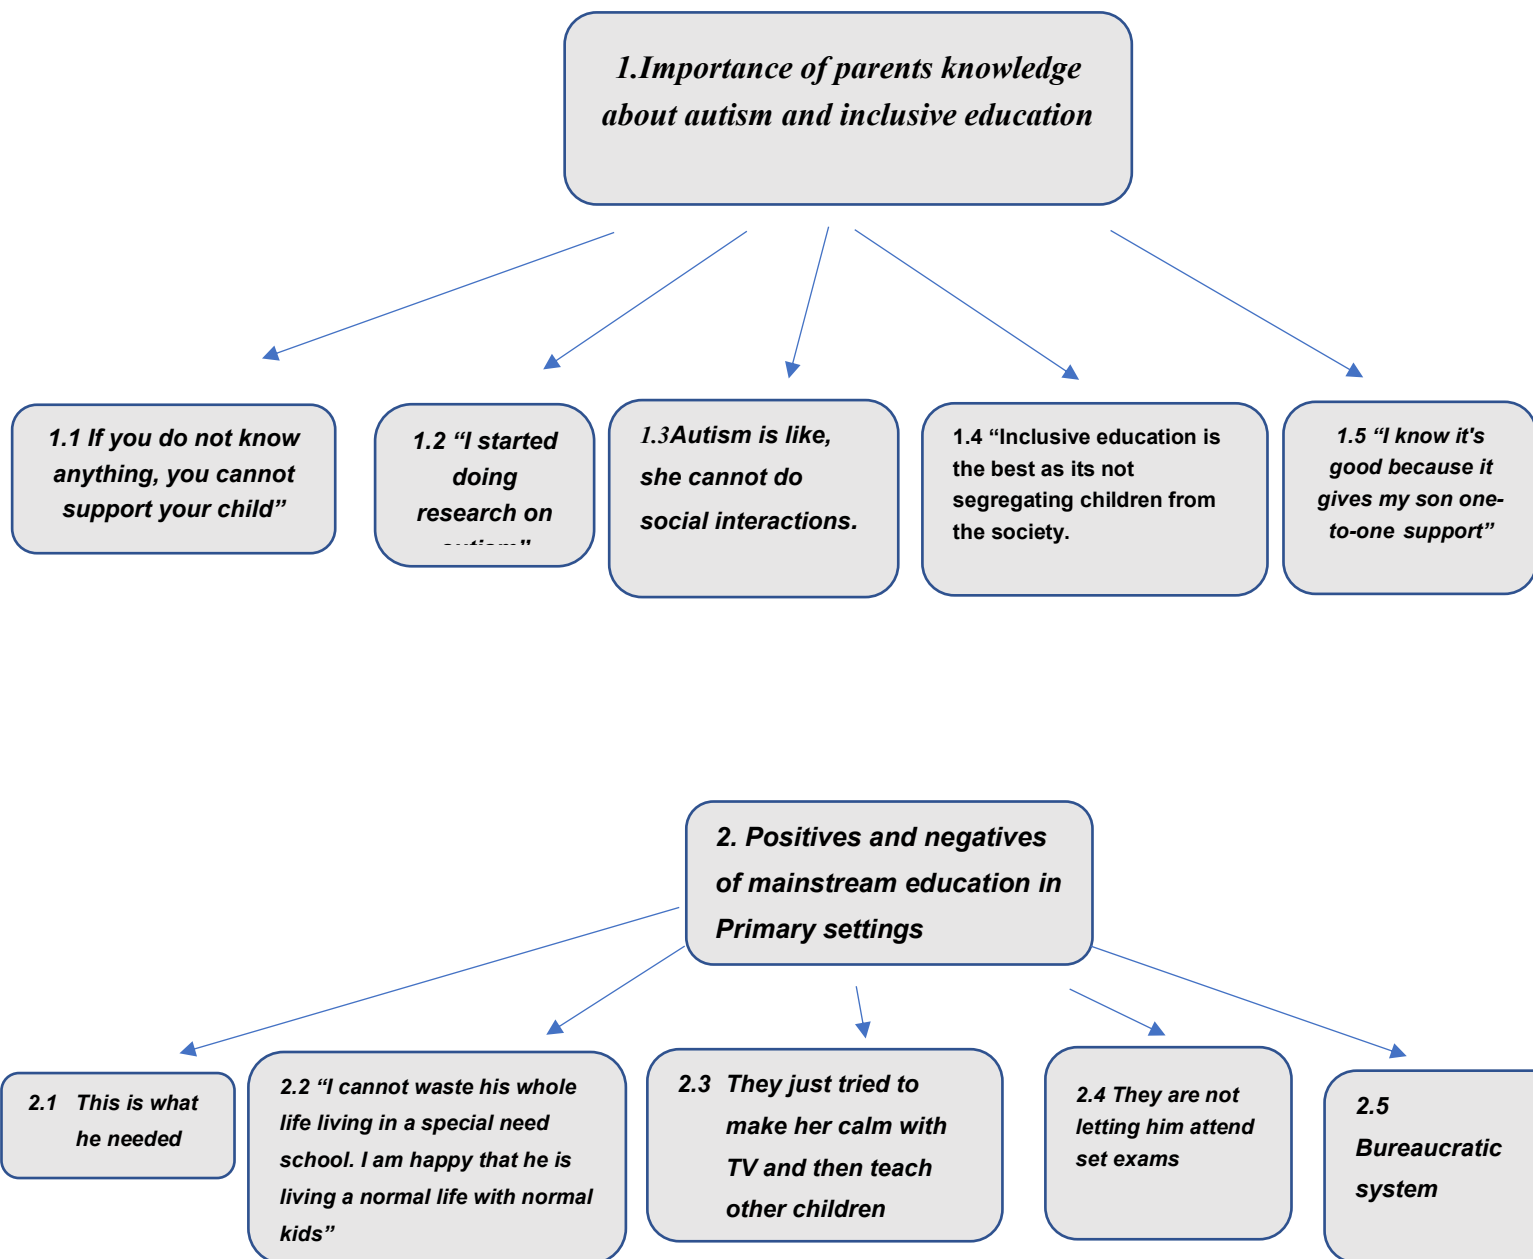 1.Importance of parents knowledge
about autism and inclusive education
1.1 If you do not know
anything, you cannot
support your child”
1.2 “I started
doing
research on
autism”
1.3Autism is like,
she cannot do
social interactions.
1.4 “Inclusive education is
the best as its not
segregating children from
the society.
1.5 “I know it's
good because it
gives my son one-
to-one support”
2. Positives and negatives
of mainstream education in
Primary settings
2.1 This is what
he needed
2.2 “I cannot waste his whole
life living in a special need
school. I am happy that he is
living a normal life with normal
kids”
2.3 They just tried to
make her calm with
TV and then teach
other children
2.4 They are not
letting him attend
set exams
2.5
Bureaucratic
system